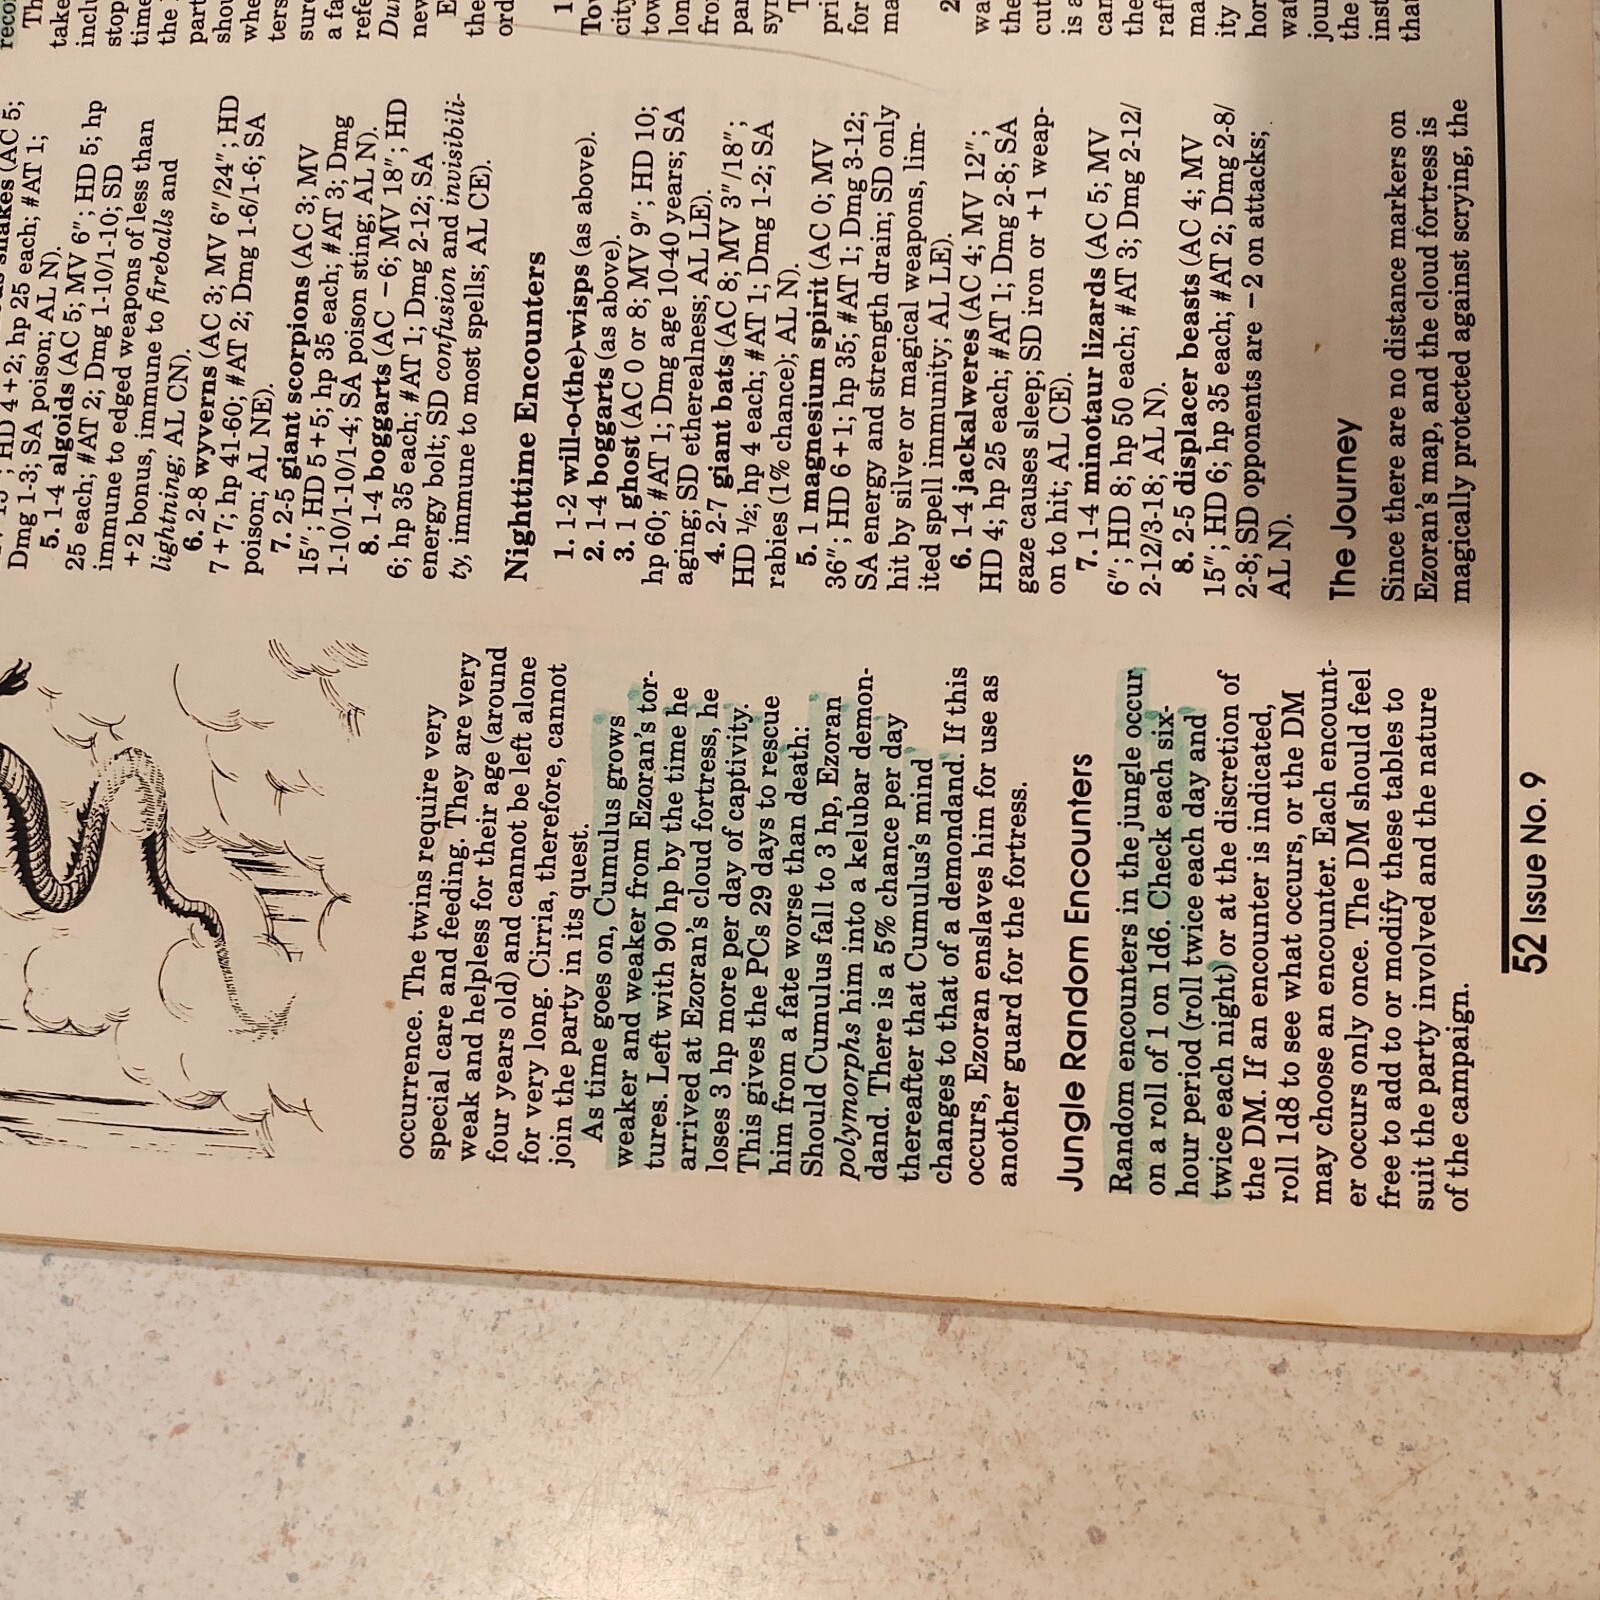 occurrence. The twins require very
special care and feeding. They are very
weak and helpless for their age (around
four years old) and cannot be left alone
for very long. Cirria, therefore, cannot
join the party in its quest.
As time goes on, Cumulus grows
weaker and weaker from Ezoran's tor-
tures. Left with 90 hp by the time he
arrived at Ezoran's cloud fortress, he
loses 3 hp more per day of captivity.
This gives the PCs 29 days to rescue
him from a fate worse than death:
Should Cumulus fall to 3 hp, Ezoran
polymorphs him into a kelubar demon-
dand. There is a 5% chance per day
thereafter that Cumulus's mind
changes to that of a demondand. If this
occurs, Ezoran enslaves him for use as
another guard for the fortress.
Jungle Random Encounters
Random encounters in the jungle occur
on a roll of 1 on 1d6. Check each six-
hour period (roll twice each day and
twice each night) or at the discretion of
the DM. If an encounter is indicated,
roll 1d8 to see what occurs, or the DM
may choose an encounter. Each encount-
er occurs only once. The DM should feel
free to add to or modify these tables to
suit the party involved and the nature
of the campaign.
52 Issue No. 9
HD 4+2; hp 25 each; #AT 1;
Dmg 1-3; SA poison; AL N).
5. 1-4 algoids (AC 5; MV 6"; HD 5; hp
25 each; #AT 2; Dmg 1-10/1-10; SD
immune to edged weapons of less than
+2 bonus, immune to fireballs and
lightning; AL CN).
6. 2-8 wyverns (AC 3; MV 6"/24"; HD
7+7; hp 41-60; #AT 2; Dmg 1-6/1-6; SA
poison; AL NE).
7. 2-5 giant scorpions (AC 3; MV
15"; HD 5+5; hp 35 each; #AT 3; Dmg
1-10/1-10/1-4; SA poison sting; AL N).
8. 1-4 boggarts (AC -6; MV 18"; HD
6; hp 35 each; #AT 1; Dmg 2-12; SA
energy bolt; SD confusion and invisibili-
ty, immune to most spells; AL CE).
Nighttime Encounters
1. 1-2 will-o-(the)-wisps (as above).
2. 1-4 boggarts (as above).
3. 1 ghost (AC 0 or 8; MV 9"; HD 10;
hp 60; #AT 1; Dmg age 10-40 years; SA
aging; SD etherealness; AL LE).
4. 2-7 giant bats (AC 8; MV 3"/18";
HD ½; hp 4 each; #AT 1; Dmg 1-2; SA
rabies (1% chance); AL N).
5. 1 magnesium spirit (AC 0; MV
36"; HD 6+1; hp 35; #AT 1; Dmg 3-12;
SA energy and strength drain; SD only
hit by silver or magical weapons, lim-
ited spell immunity; AL LE).
6. 1-4 jackalweres (AC 4; MV 12";
HD 4; hp 25 each; #AT 1; Dmg 2-8; SA
gaze causes sleep; SD iron or +1 weap-
on to hit; AL CE).
7. 1-4 minotaur lizards (AC 5; MV
6"; HD 8; hp 50 each; #AT 3; Dmg 2-12/
2-12/3-18; AL N).
8. 2-5 displacer beasts (AC 4; MV
15"; HD 6; hp 35 each; #AT 2; Dmg 2-8/
2-8; SD opponents are -2 on attacks;
AL N).
The Journey
Since there are no distance markers on
Ezoran's map, and the cloud fortress is
magically protected against scrying, the